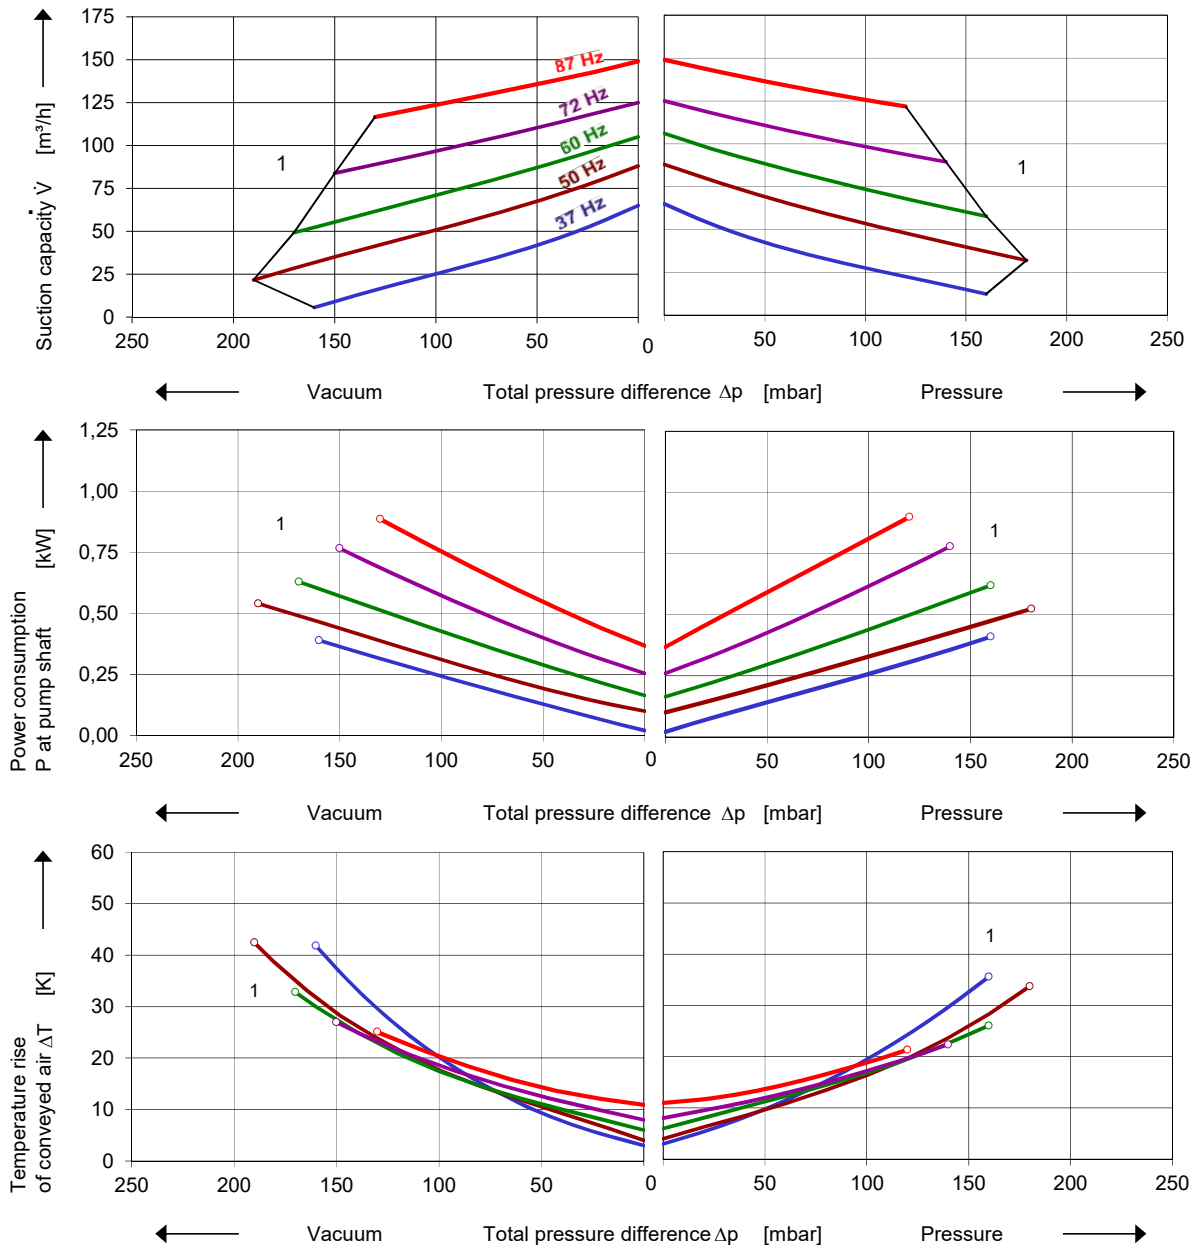 175
150
125
100
75
50
25
0
Suction capacity V̇ [m³/h]
87 Hz
72 Hz
60 Hz
50 Hz
37 Hz
1
1
250 200 150 100 50 0 50 100 150 200 250
Vacuum Total pressure difference Δp [mbar] Pressure
1,25
1,00
0,75
0,50
0,25
0,00
Power consumption
P at pump shaft [kW]
1
1
250 200 150 100 50 0 50 100 150 200 250
Vacuum Total pressure difference Δp [mbar] Pressure
60
50
40
30
20
10
0
Temperature rise
of conveyed air ΔT [K]
1
1
250 200 150 100 50 0 50 100 150 200 250
Vacuum Total pressure difference Δp [mbar] Pressure